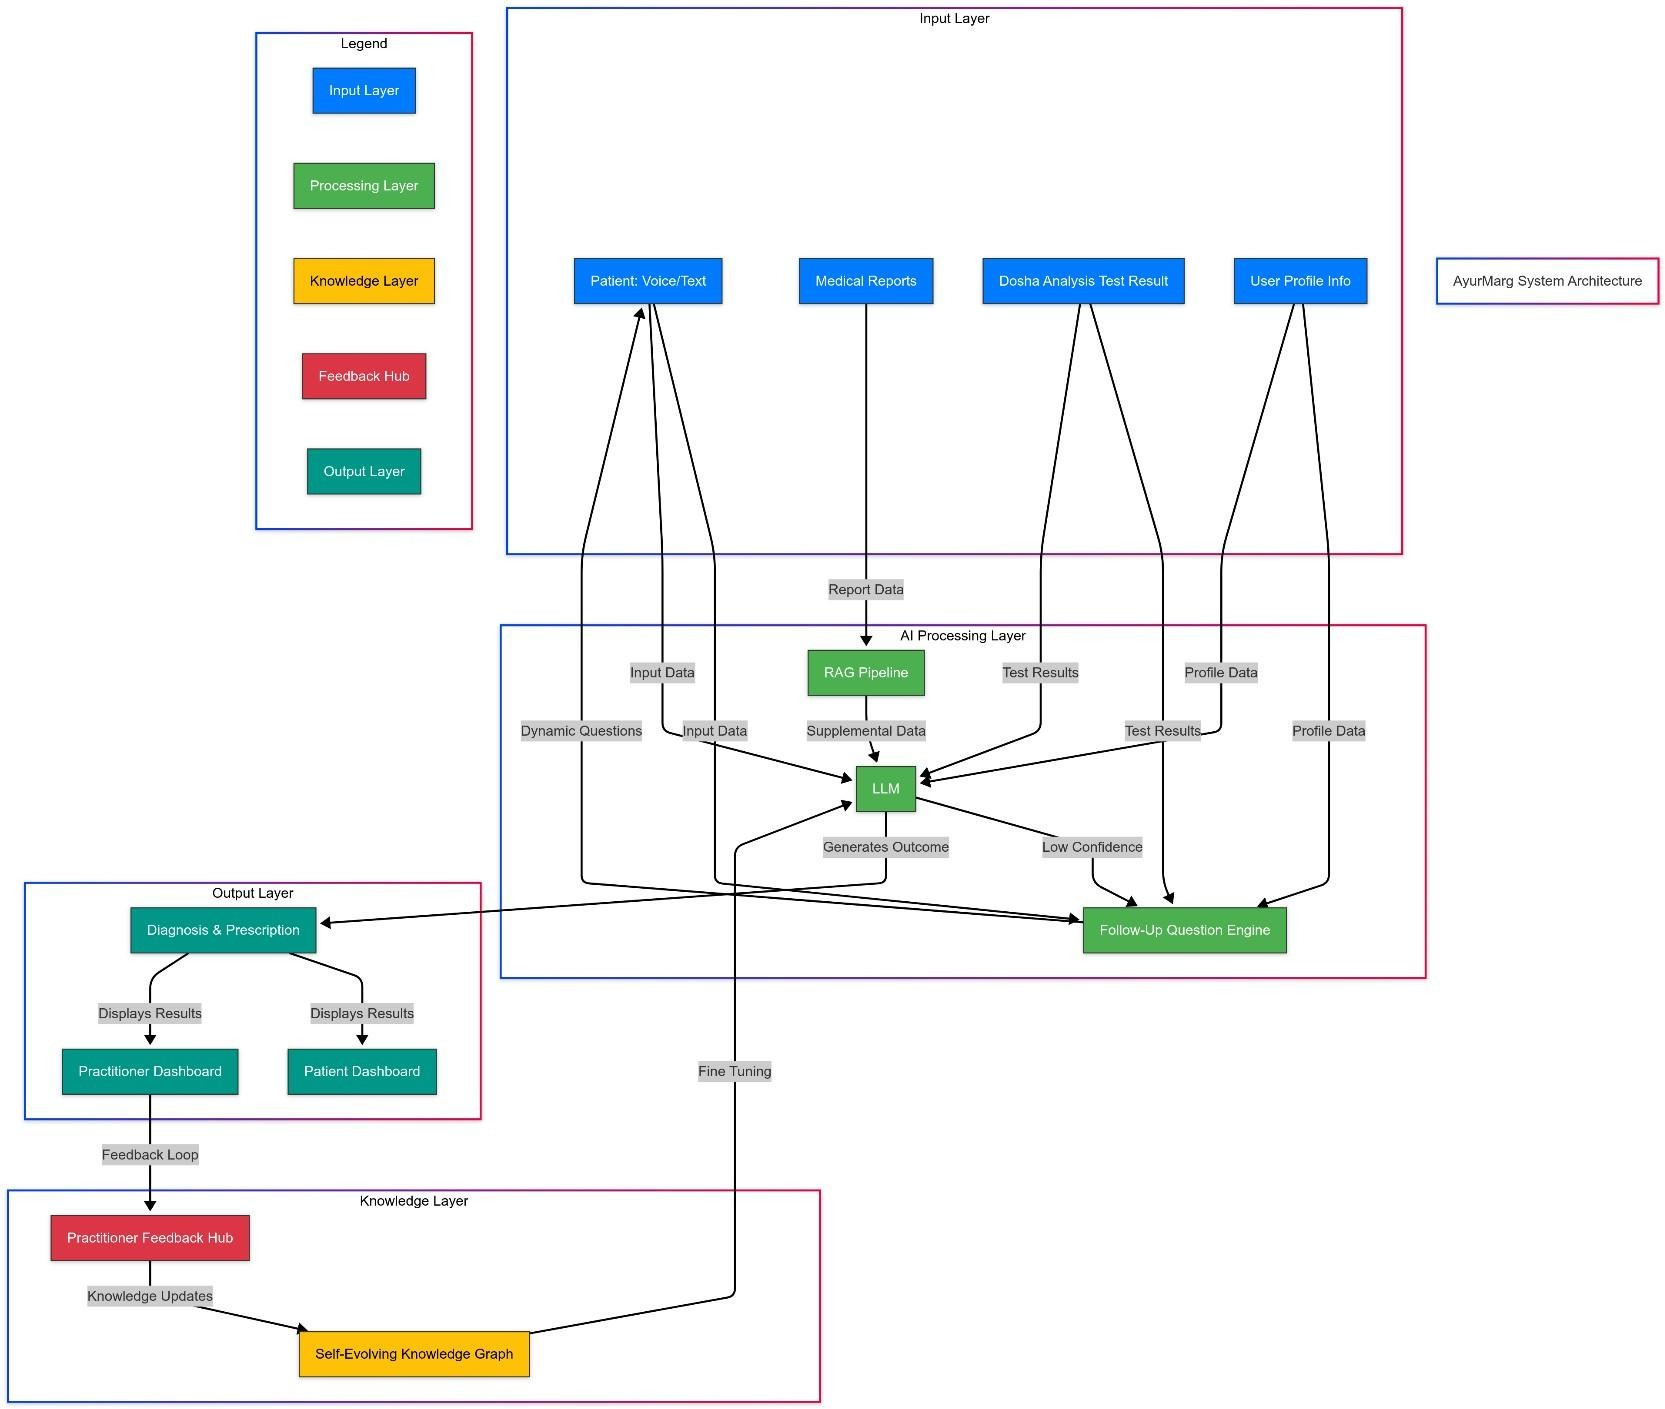 Input Layer
Legend
Input Layer
Processing Layer
Knowledge Layer
Feedback Hub
Output Layer
Patient: Voice/Text
Medical Reports
Dosha Analysis Test Result
User Profile Info
AyurMarg System Architecture
Report Data
AI Processing Layer
Input Data
RAG Pipeline
Test Results
Profile Data
Dynamic Questions
Input Data
Supplemental Data
Test Results
Profile Data
LLM
Generates Outcome
Low Confidence
Output Layer
Diagnosis & Prescription
Follow-Up Question Engine
Displays Results
Displays Results
Practitioner Dashboard
Patient Dashboard
Fine Tuning
Feedback Loop
Knowledge Layer
Practitioner Feedback Hub
Knowledge Updates
Self-Evolving Knowledge Graph